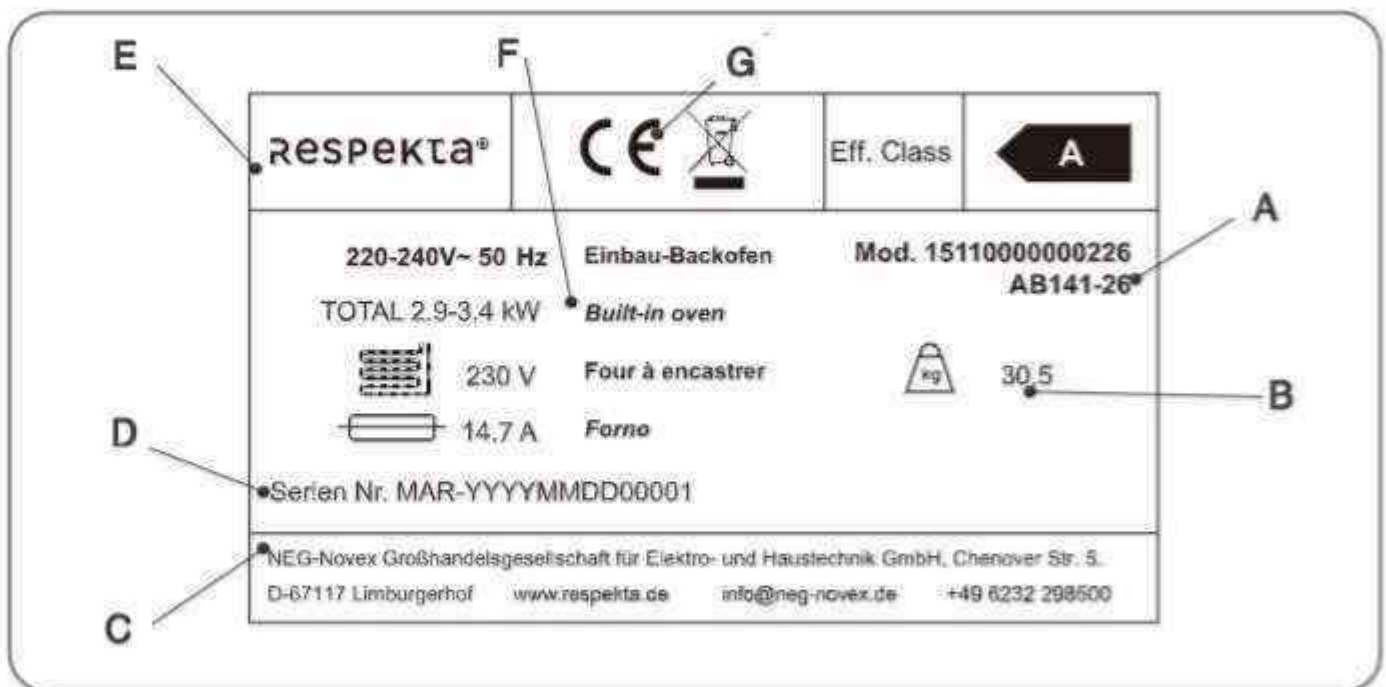 E
F
G
RESPEKTA®
CE
Eff. Class
A
A
220-240V~ 50 Hz
Einbau-Backofen
Mod. 15110000000226
AB141-26
TOTAL 2.9-3.4 kW
Built-in oven
230 V
Four à encastrer
kg
30,5
B
14.7 A
Forno
D
Serien Nr. MAR-YYYYMMDD00001
NEG-Novex Großhandelsgesellschaft für Elektro- und Haustechnik GmbH, Chenover Str. 5.
D-67117 Limburgerhof www.respekta.de info@neg-novex.de +49 6232 298500
C